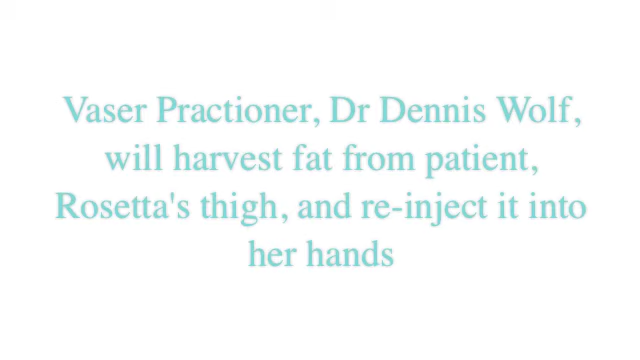 Vaser Practioner, Dr Dennis Wolf,
will harvest fat from patient,
Rosetta's thigh, and re-inject it into
her hands